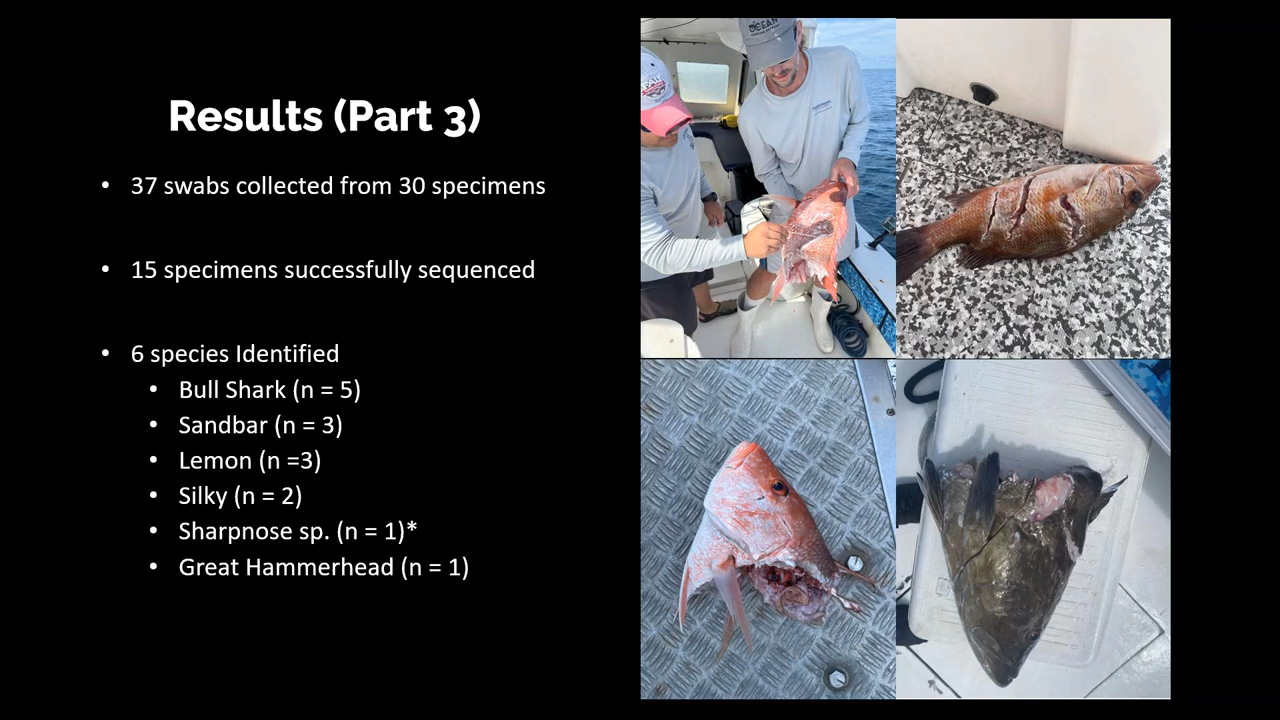 Results (Part 3)
• 37 swabs collected from 30 specimens
• 15 specimens successfully sequenced
• 6 species Identified
• Bull Shark (n = 5)
• Sandbar (n = 3)
• Lemon (n =3)
• Silky (n = 2)
• Sharpnose sp. (n = 1)*
• Great Hammerhead (n = 1)
OCEAN